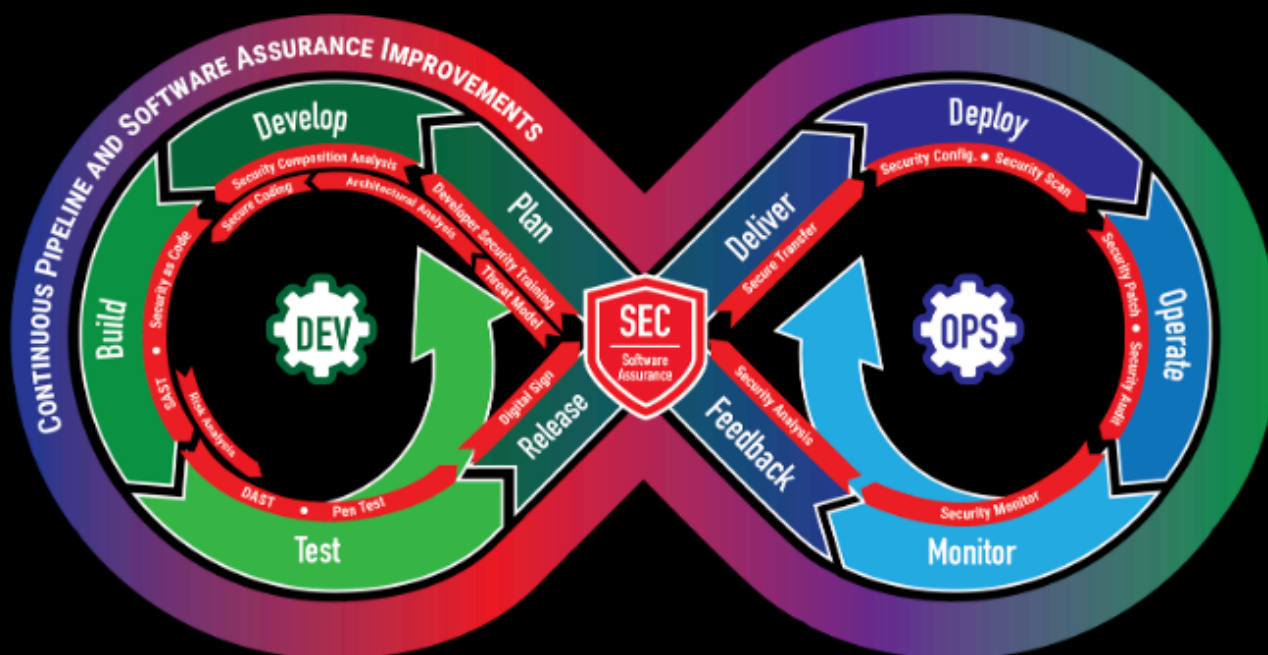 CONTINUOUS PIPELINE AND SOFTWARE ASSURANCE IMPROVEMENTS
Develop
Security Composition Analysis
Secure Coding
Architectural Analysis
Plan
Developer Security Training
Threat Model
Build
Security as Code
•
SAST
Risk Analysis
DEV
Test
DAST • Pen Test
Release
Digital Sign
SEC
Software
Assurance
Deliver
Secure Transfer
Deploy
Security Config. • Security Scan
Operate
Security Patch • Security Audit
OPS
Monitor
Security Monitor
Feedback
Security Analysis